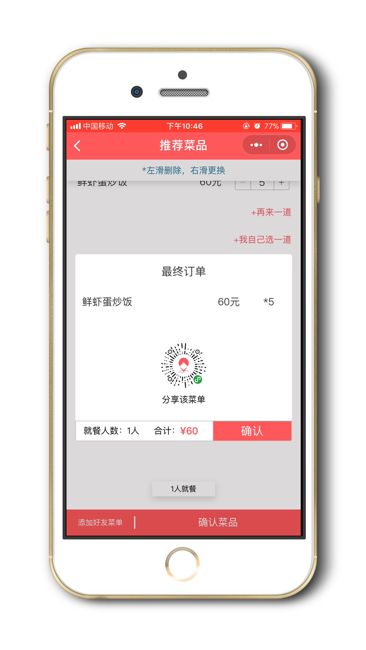 中国移动
下午10:46
77%
推荐菜品
*左滑删除，右滑更换
鲜虾蛋炒饭 60元 － 5 +
+再来一道
+我自己选一道
最终订单
鲜虾蛋炒饭 60元 *5
分享该菜单
就餐人数：1人 合计：¥60 确认
1人就餐
添加好友菜单 确认菜品